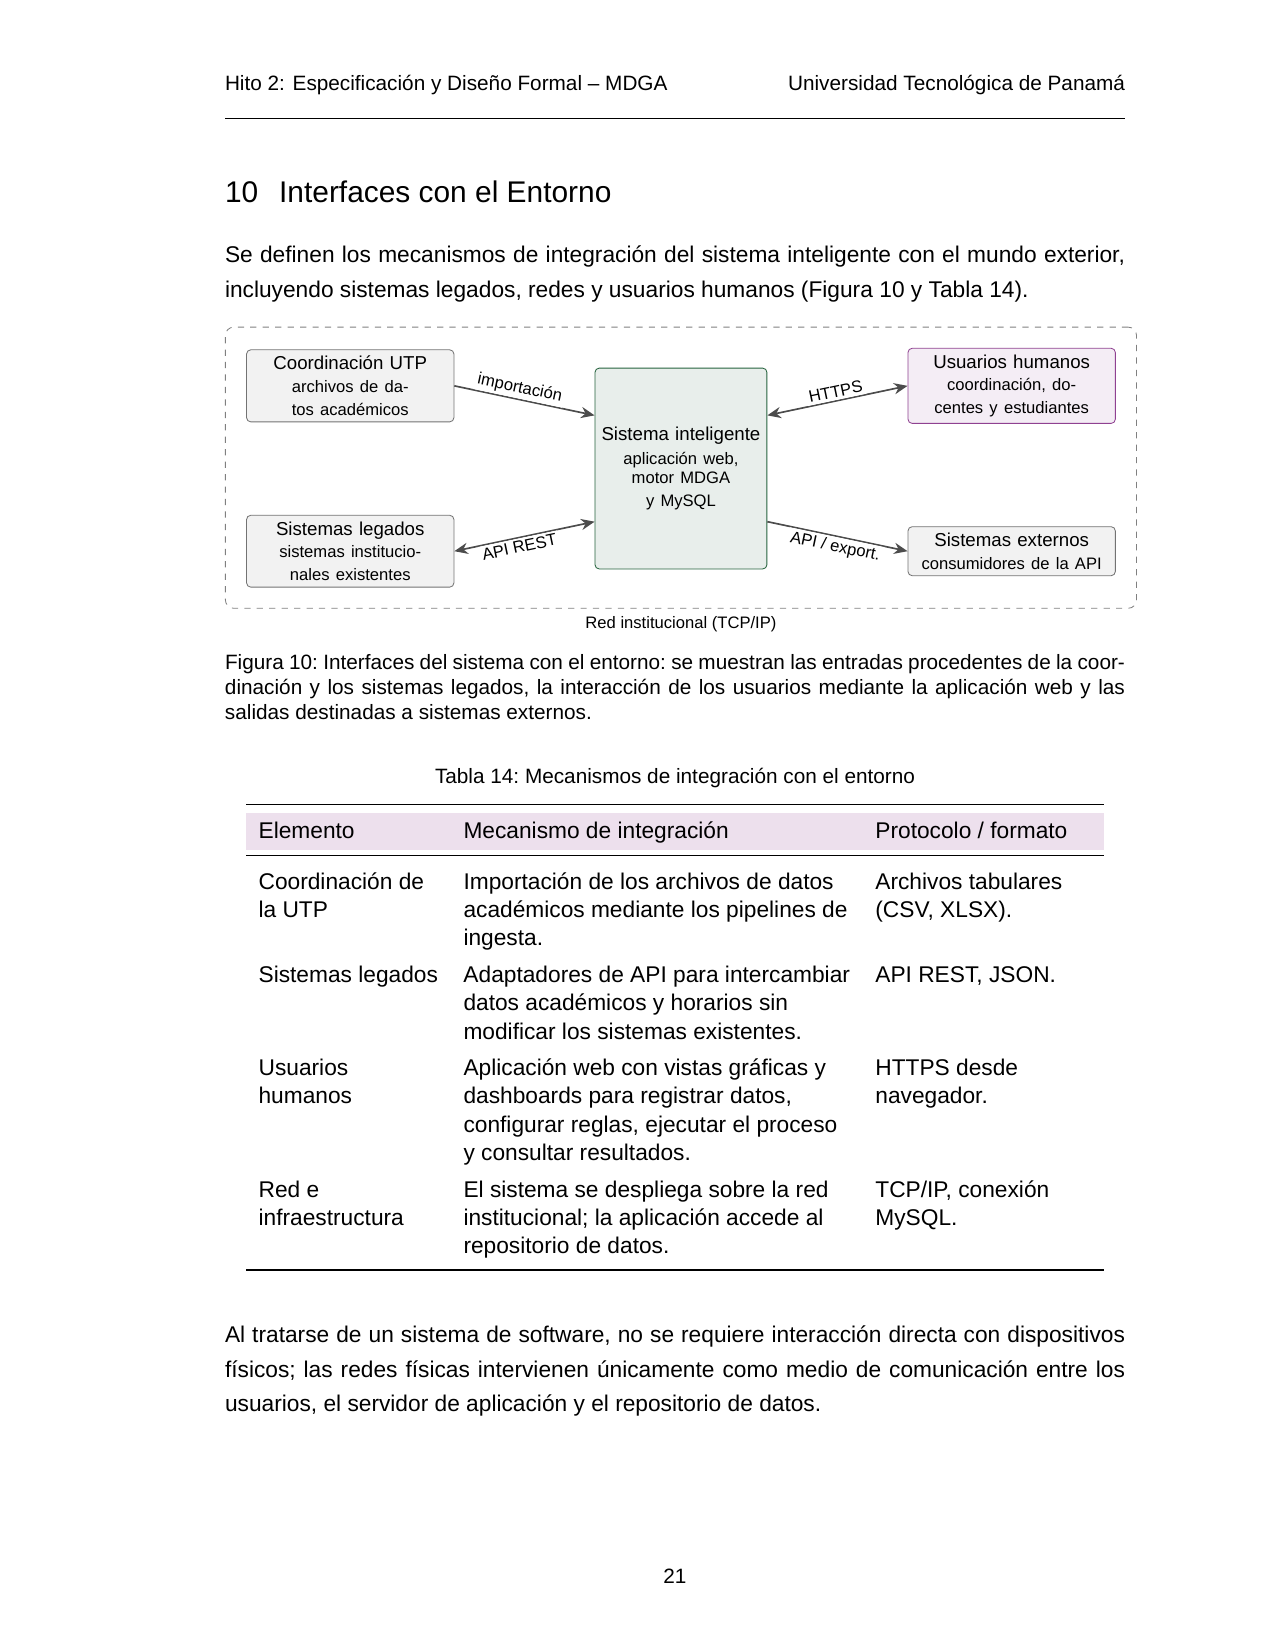 Hito 2: Especificación y Diseño Formal – MDGA Universidad Tecnológica de Panamá
10 Interfaces con el Entorno
Se definen los mecanismos de integración del sistema inteligente con el mundo exterior,
incluyendo sistemas legados, redes y usuarios humanos (Figura 10 y Tabla 14).
Coordinación UTP
archivos de da-
tos académicos
importación
Sistemas legados
sistemas institucio-
nales existentes
API REST
Sistema inteligente
aplicación web,
motor MDGA
y MySQL
HTTPS
Usuarios humanos
coordinación, do-
centes y estudiantes
API / export.
Sistemas externos
consumidores de la API
Red institucional (TCP/IP)
Figura 10: Interfaces del sistema con el entorno: se muestran las entradas procedentes de la coor-
dinación y los sistemas legados, la interacción de los usuarios mediante la aplicación web y las
salidas destinadas a sistemas externos.
Tabla 14: Mecanismos de integración con el entorno
Elemento Mecanismo de integración Protocolo / formato
Coordinación de Importación de los archivos de datos Archivos tabulares
la UTP académicos mediante los pipelines de (CSV, XLSX).
ingesta.
Sistemas legados Adaptadores de API para intercambiar API REST, JSON.
datos académicos y horarios sin
modificar los sistemas existentes.
Usuarios Aplicación web con vistas gráficas y HTTPS desde
humanos dashboards para registrar datos, navegador.
configurar reglas, ejecutar el proceso
y consultar resultados.
Red e El sistema se despliega sobre la red TCP/IP, conexión
infraestructura institucional; la aplicación accede al MySQL.
repositorio de datos.
Al tratarse de un sistema de software, no se requiere interacción directa con dispositivos
físicos; las redes físicas intervienen únicamente como medio de comunicación entre los
usuarios, el servidor de aplicación y el repositorio de datos.
21